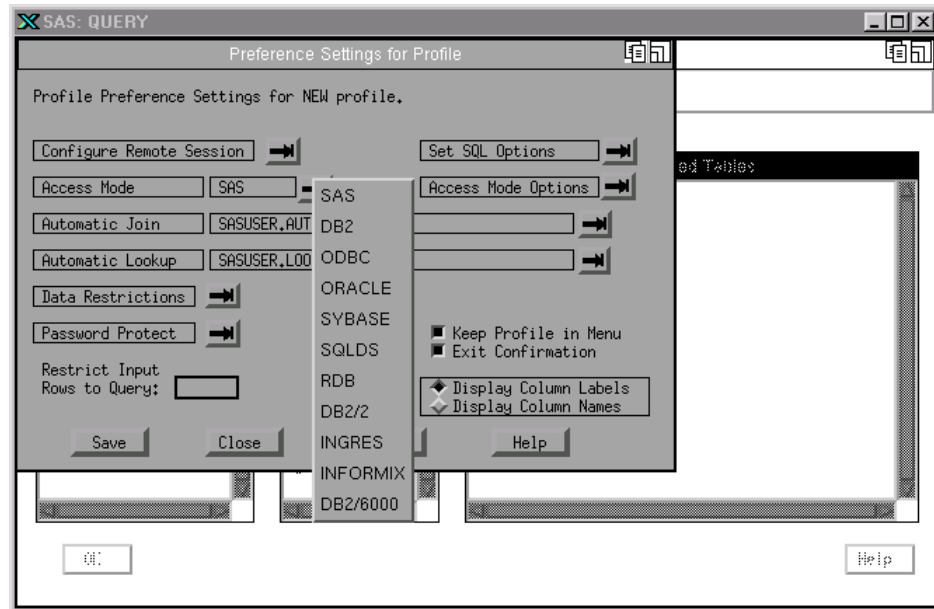 SAS: QUERY
Preference Settings for Profile
Profile Preference Settings for NEW profile.
Configure Remote Session
Set SQL Options
ed Tables
Access Mode
SAS
Access Mode Options
Automatic Join
SASUSER.AUT
Automatic Lookup
SASUSER.LOO
Data Restrictions
Password Protect
Keep Profile in Menu
Exit Confirmation
Restrict Input
Rows to Query:
Display Column Labels
Display Column Names
Save
Close
Help
SAS
DB2
ODBC
ORACLE
SYBASE
SQLDS
RDB
DB2/2
INGRES
INFORMIX
DB2/6000
OK
Help